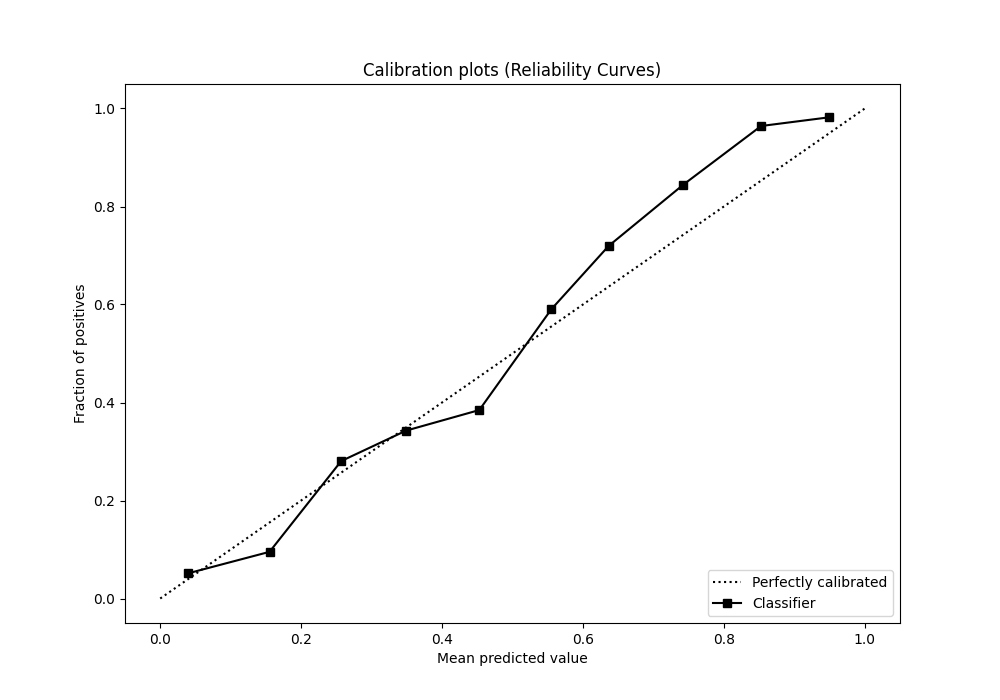 Calibration plots (Reliability Curves)
1.0
0.8
0.6
0.4
0.2
0.0
Fraction of positives
0.0 0.2 0.4 0.6 0.8 1.0
Mean predicted value
Perfectly calibrated
Classifier